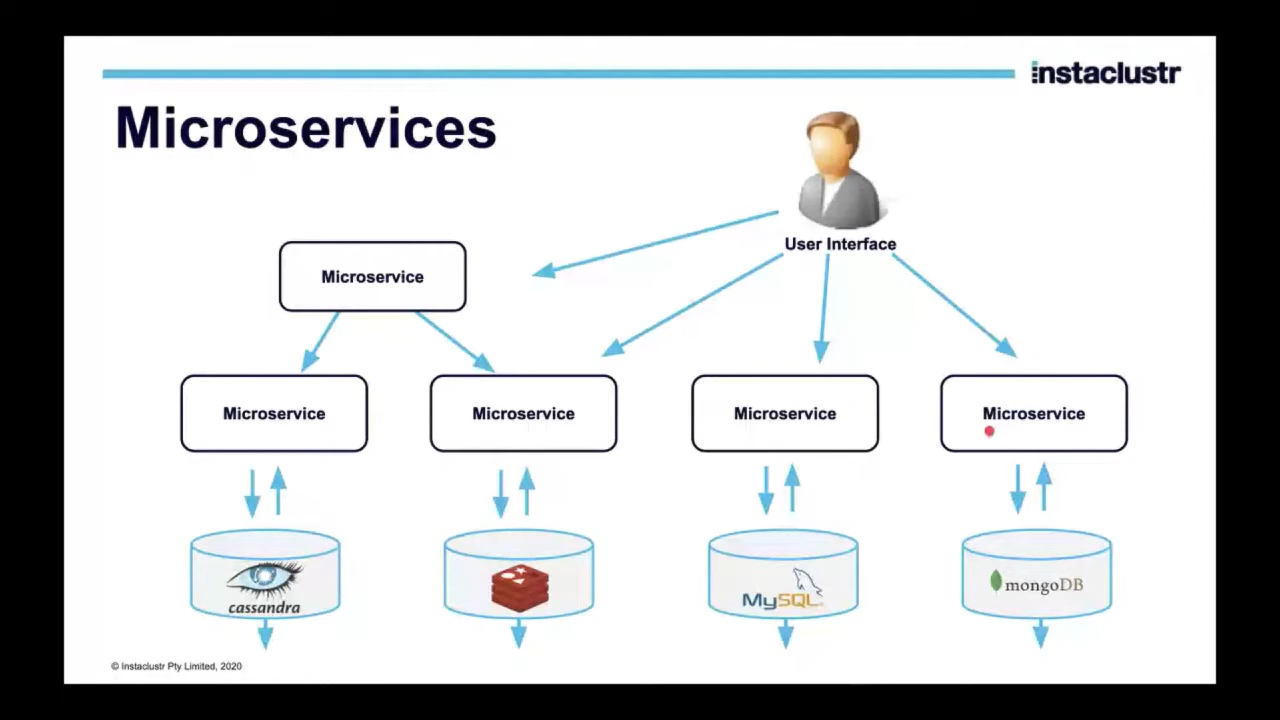 instaclustr
Microservices
User Interface
Microservice
Microservice
Microservice
Microservice
Microservice
cassandra
MySQL
mongoDB
© Instaclustr Pty Limited, 2020